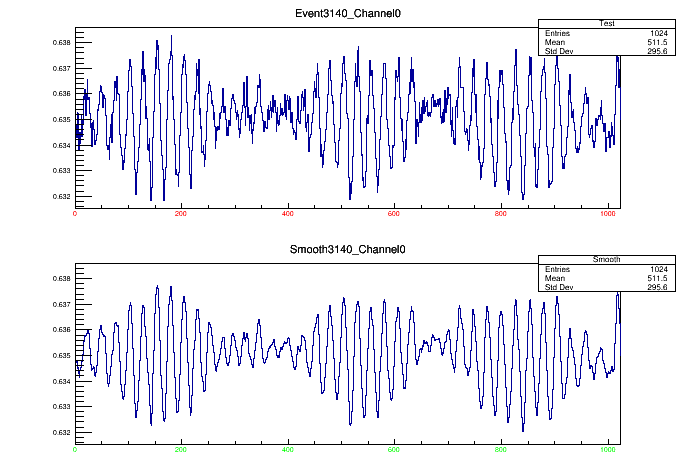 Event3140_Channel0
Test
Entries 1024
Mean 511.5
Std Dev 295.6
0.638
0.637
0.636
0.635
0.634
0.633
0.632
0 200 400 600 800 1000
Smooth3140_Channel0
Smooth
Entries 1024
Mean 511.5
Std Dev 295.6
0.638
0.637
0.636
0.635
0.634
0.633
0.632
0 200 400 600 800 1000